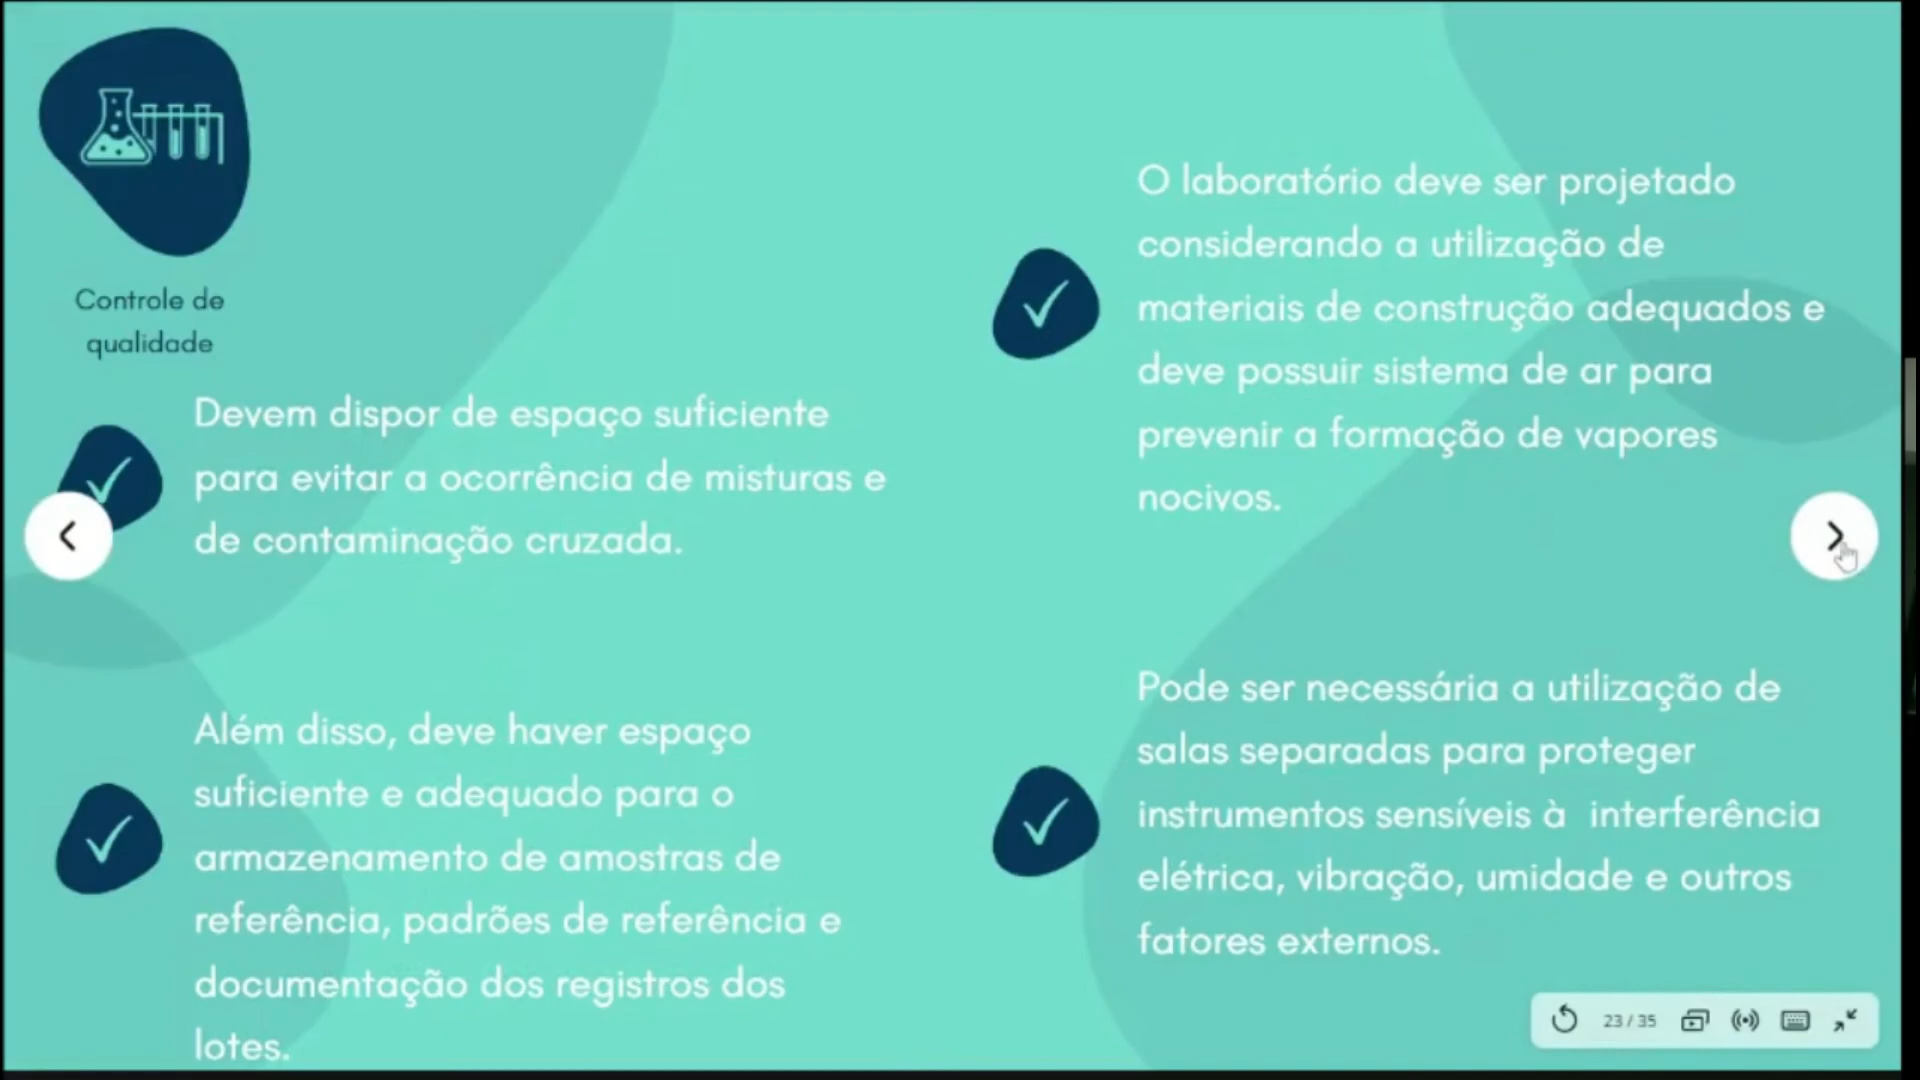 Controle de
qualidade
Devem dispor de espaço suficiente
para evitar a ocorrência de misturas e
de contaminação cruzada.
Além disso, deve haver espaço
suficiente e adequado para o
armazenamento de amostras de
referência, padrões de referência e
documentação dos registros dos
lotes.
O laboratório deve ser projetado
considerando a utilização de
materiais de construção adequados e
deve possuir sistema de ar para
prevenir a formação de vapores
nocivos.
Pode ser necessária a utilização de
salas separadas para proteger
instrumentos sensíveis à  interferência
elétrica, vibração, umidade e outros
fatores externos.
23 / 35